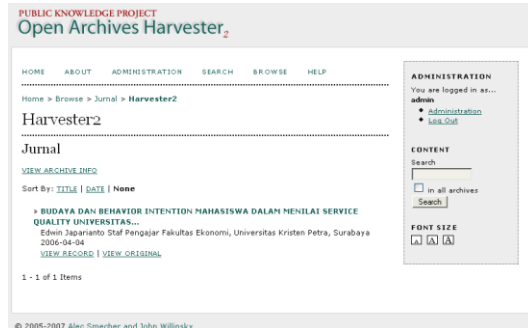 PUBLIC KNOWLEDGE PROJECT
Open Archives Harvester2
HOME ABOUT ADMINISTRATION SEARCH BROWSE HELP
Home > Browse > Jurnal > Harvester2
Harvester2
Jurnal
VIEW ARCHIVE INFO
Sort By: TITLE | DATE | None
» BUDAYA DAN BEHAVIOR INTENTION MAHASISWA DALAM MENILAI SERVICE
QUALITY UNIVERSITAS...
Edwin Japarianto Staf Pengajar Fakultas Ekonomi, Universitas Kristen Petra, Surabaya
2006-04-04
VIEW RECORD | VIEW ORIGINAL
1 - 1 of 1 Items
ADMINISTRATION
You are logged in as...
admin
Administration
Log Out
CONTENT
Search
in all archives
Search
FONT SIZE
A A A
© 2005-2007 Alec Smecher and John Willinsky